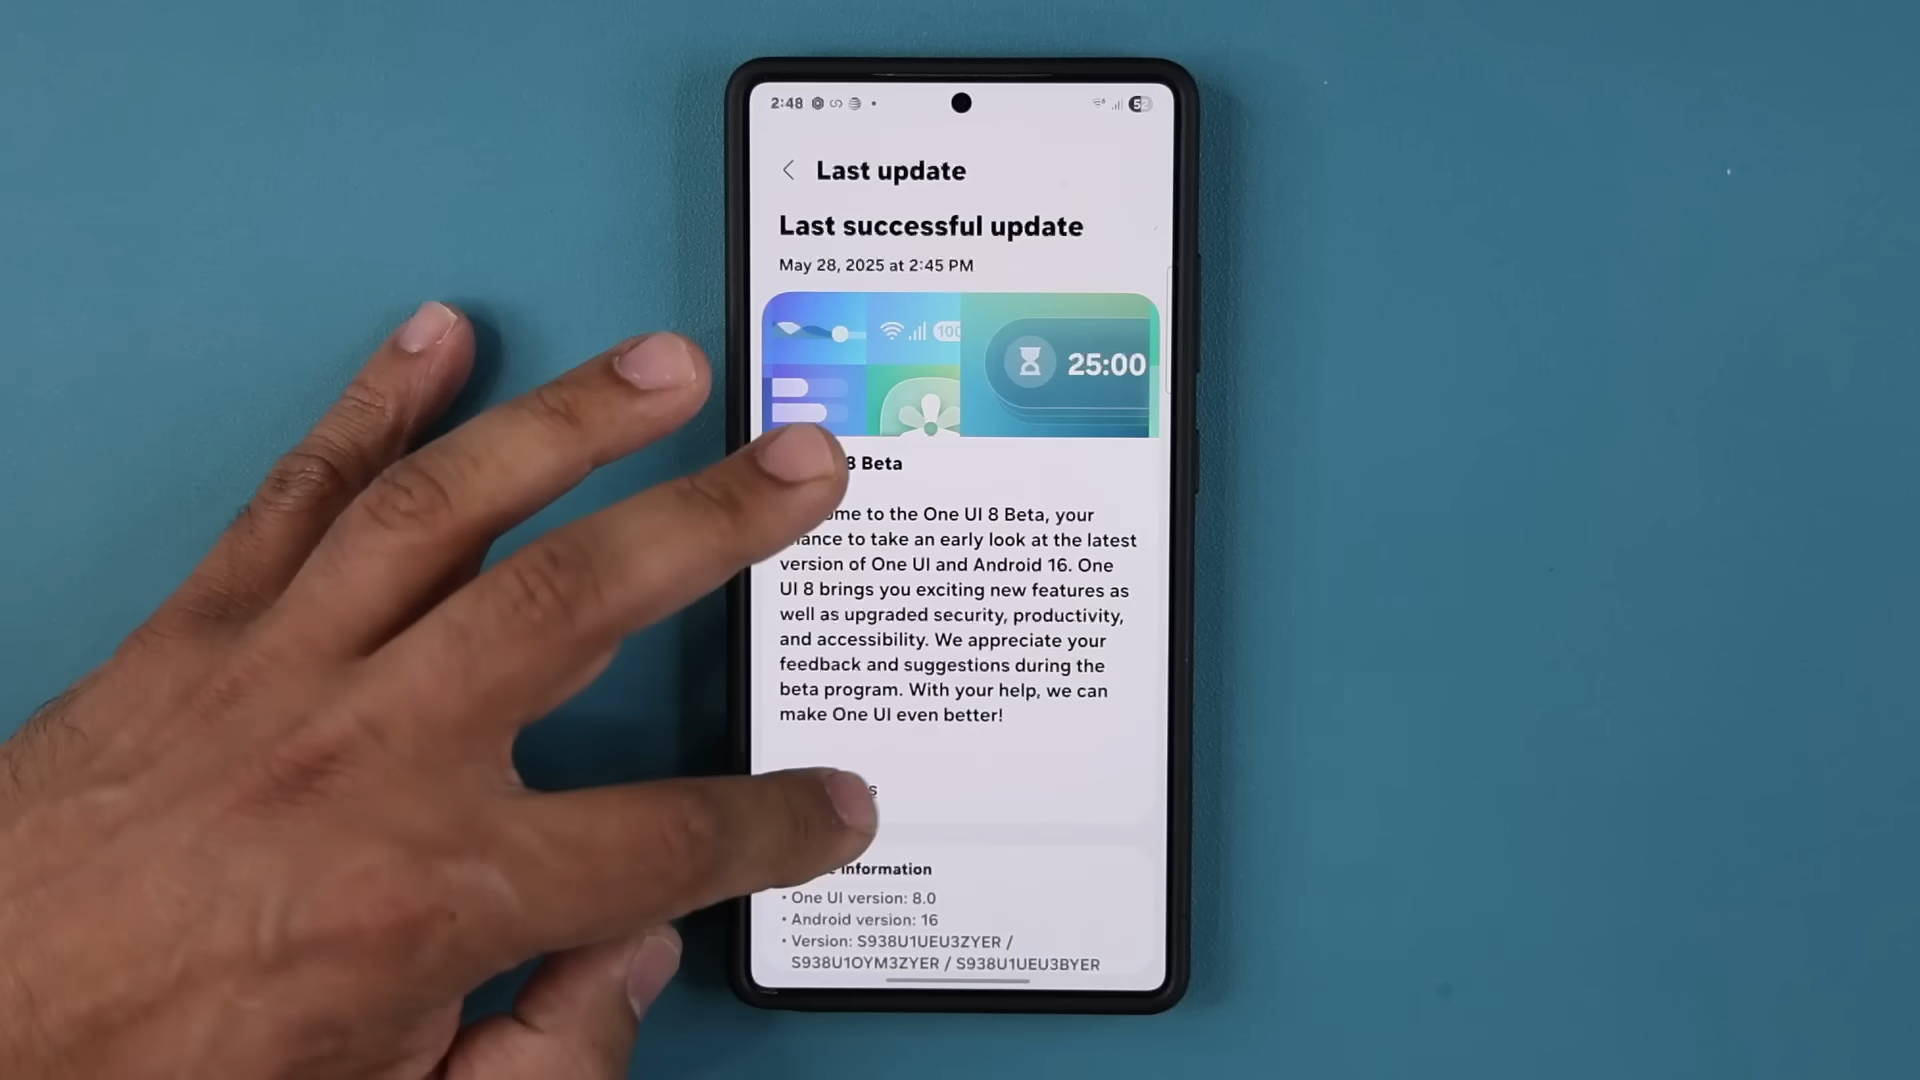 2:48
52
Last update
Last successful update
May 28, 2025 at 2:45 PM
100
25:00
8 Beta
ome to the One UI 8 Beta, your
hance to take an early look at the latest
version of One UI and Android 16. One
UI 8 brings you exciting new features as
well as upgraded security, productivity,
and accessibility. We appreciate your
feedback and suggestions during the
beta program. With your help, we can
make One UI even better!
s
information
• One UI version: 8.0
• Android version: 16
• Version: S938U1UEU3ZYER /
S938U1OYM3ZYER / S938U1UEU3BYER